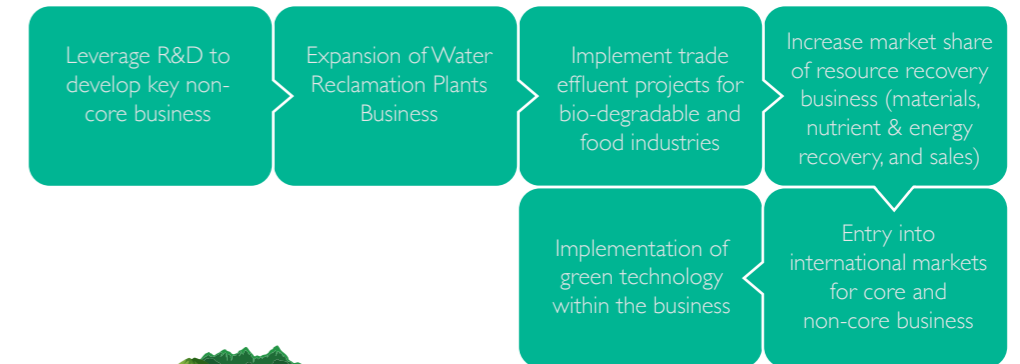 Leverage R&D to
develop key non-
core business
Expansion of Water
Reclamation Plants
Business
Implement trade
effluent projects for
bio-degradable and
food industries
Increase market share
of resource recovery
business (materials,
nutrient & energy
recovery, and sales)
Entry into
international markets
for core and
non-core business
Implementation of
green technology
within the business